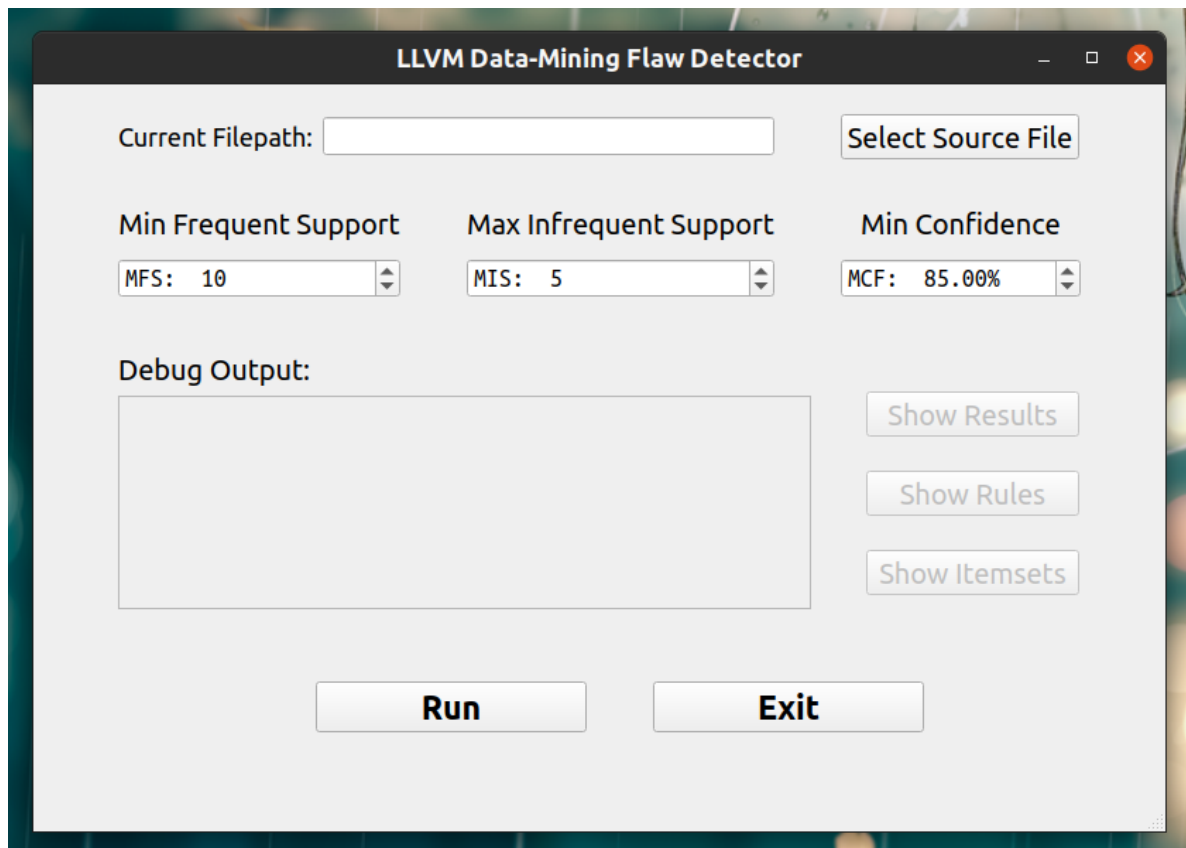 LLVM Data-Mining Flaw Detector
Current Filepath:
Select Source File
Min Frequent Support
Max Infrequent Support
Min Confidence
MFS: 10
MIS: 5
MCF: 85.00%
Debug Output:
Show Results
Show Rules
Show Itemsets
Run
Exit